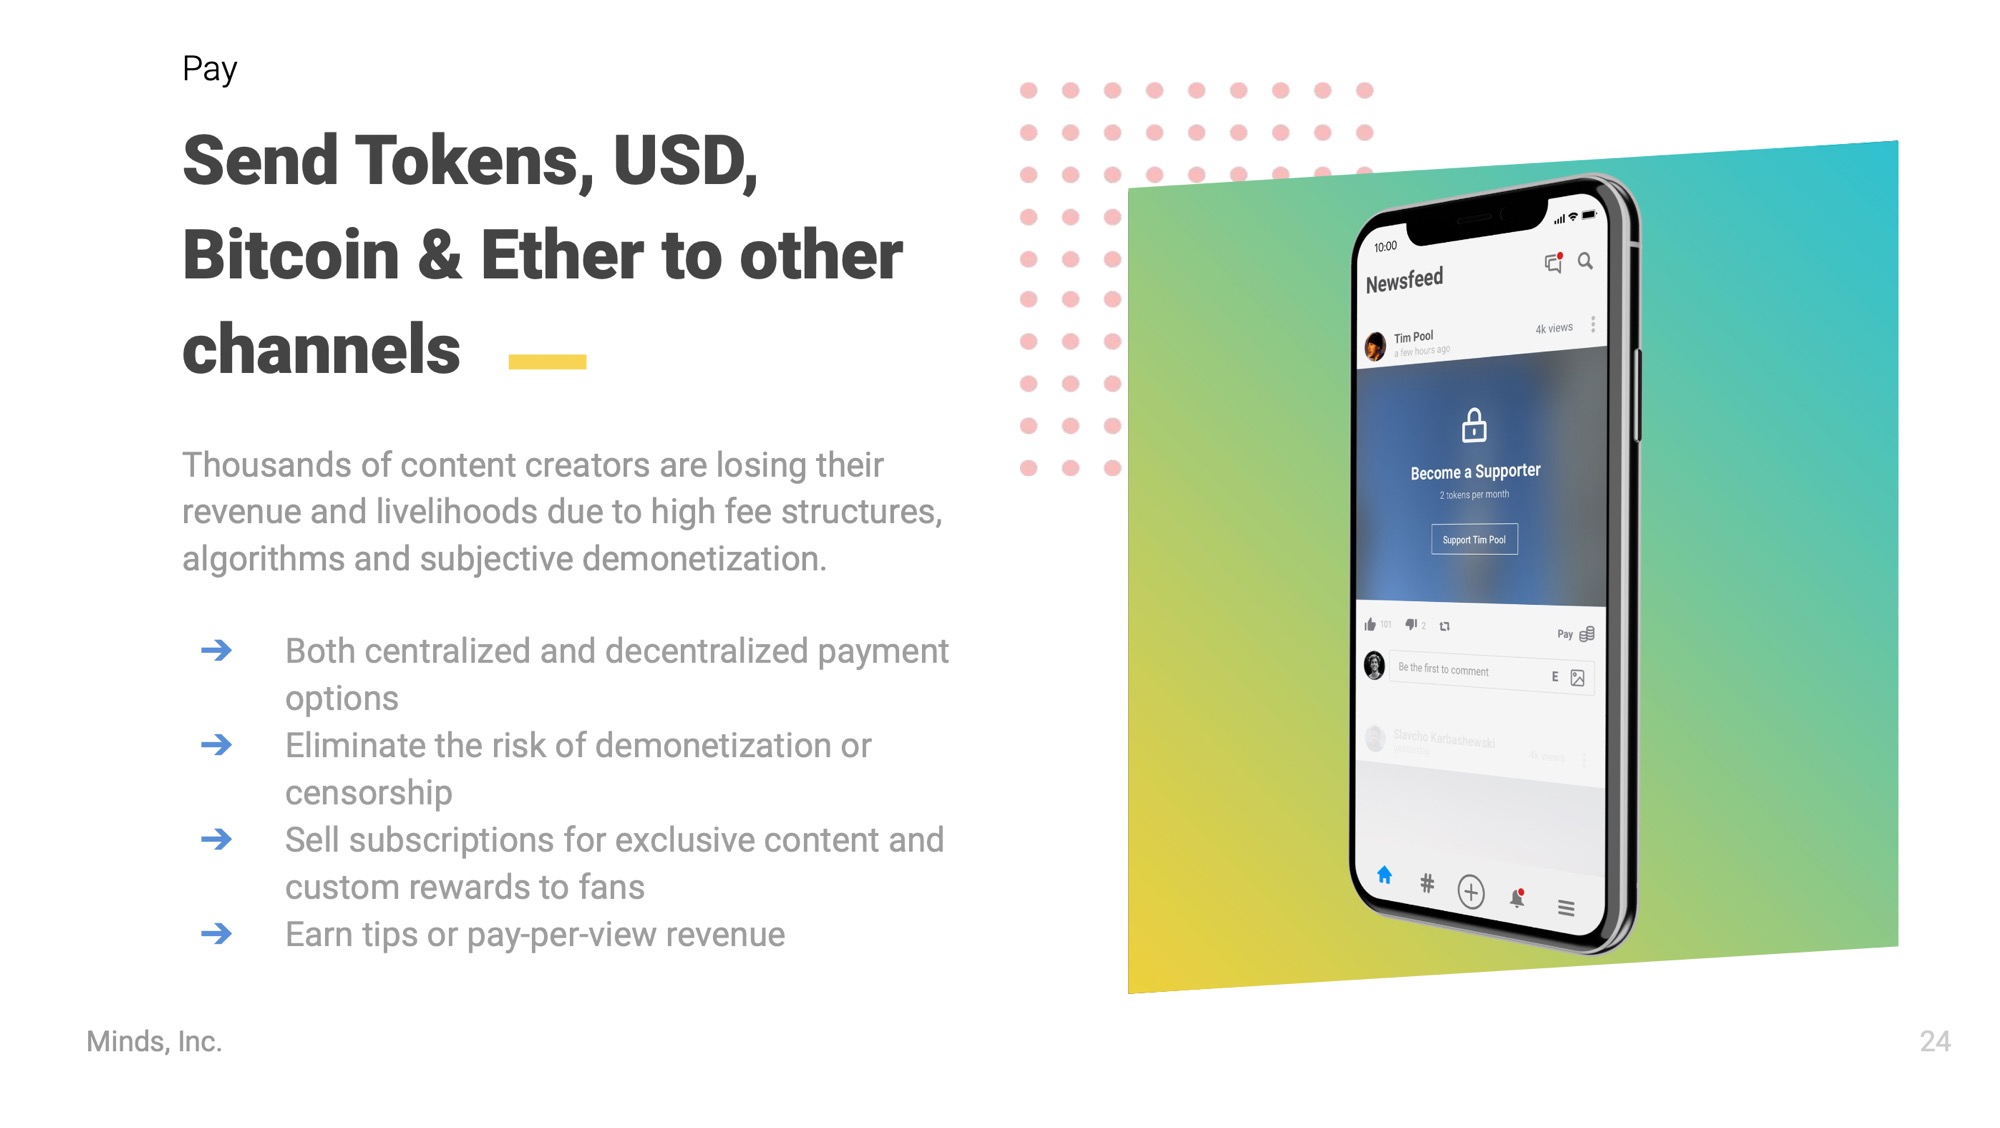 Pay
Send Tokens, USD,
Bitcoin & Ether to other
channels
Thousands of content creators are losing their
revenue and livelihoods due to high fee structures,
algorithms and subjective demonetization.
➔ Both centralized and decentralized payment
options
➔ Eliminate the risk of demonetization or
censorship
➔ Sell subscriptions for exclusive content and
custom rewards to fans
➔ Earn tips or pay-per-view revenue
10:00
Newsfeed
Tim Pool
a few hours ago
4k views
Become a Supporter
2 tokens per month
Support Tim Pool
101
2
Pay
Be the first to comment
E
Slavcho Karbashewski
yesterday
4k views
Minds, Inc.
24